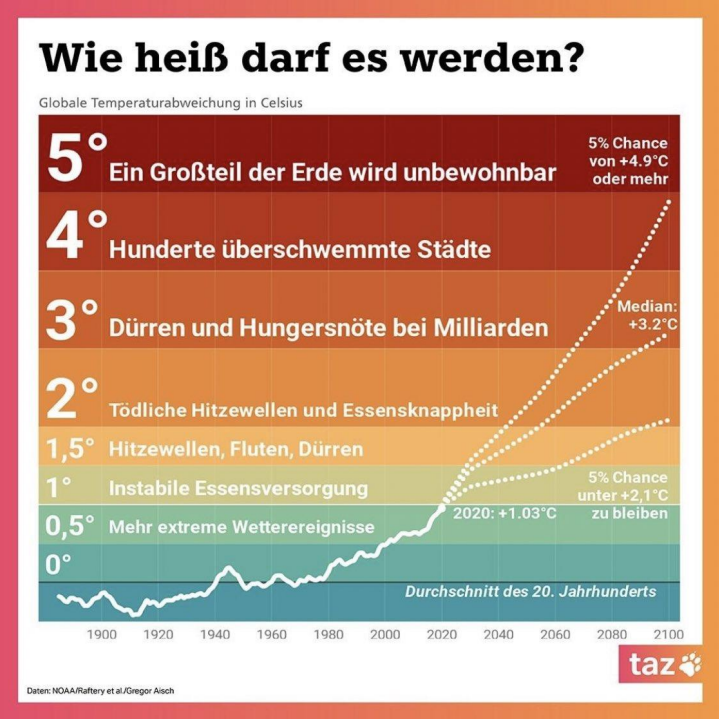 Wie heiß darf es werden?
Globale Temperaturabweichung in Celsius
5° Ein Großteil der Erde wird unbewohnbar
5% Chance
von +4.9°C
oder mehr
4° Hunderte überschwemmte Städte
3° Dürren und Hungersnöte bei Milliarden
Median:
+3.2°C
2° Tödliche Hitzewellen und Essensknappheit
1,5° Hitzewellen, Fluten, Dürren
1° Instabile Essensversorgung
5% Chance
unter +2,1°C
zu bleiben
0,5° Mehr extreme Wetterereignisse
2020: +1.03°C
0°
Durchschnitt des 20. Jahrhunderts
1900 1920 1940 1960 1980 2000 2020 2040 2060 2080 2100
taz
Daten: NOAA/Raftery et al./Gregor Aisch